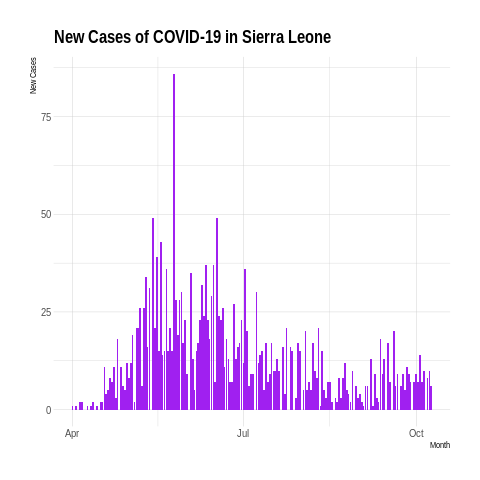 New Cases of COVID-19 in Sierra Leone
New Cases
75
50
25
0
Apr
Jul
Oct
Month